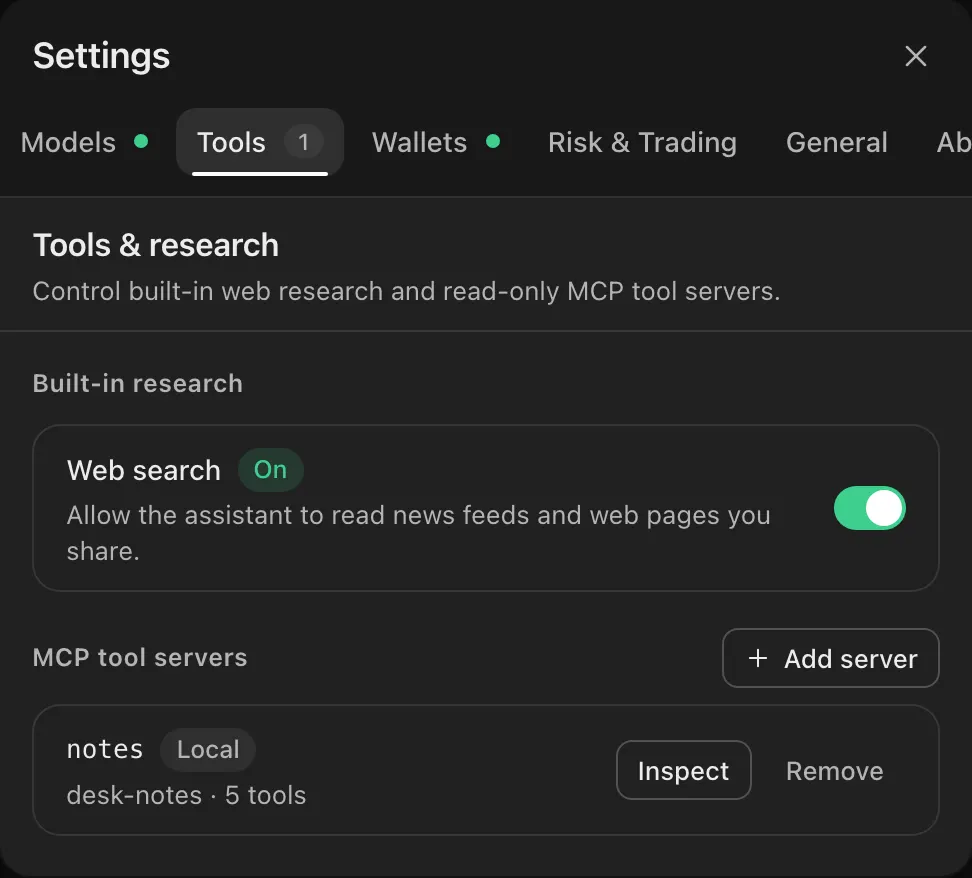 Settings
Models
Tools 1
Wallets
Risk & Trading
General
Ab
Tools & research
Control built-in web research and read-only MCP tool servers.
Built-in research
Web search On
Allow the assistant to read news feeds and web pages you
share.
MCP tool servers
+ Add server
notes Local
desk-notes · 5 tools
Inspect
Remove